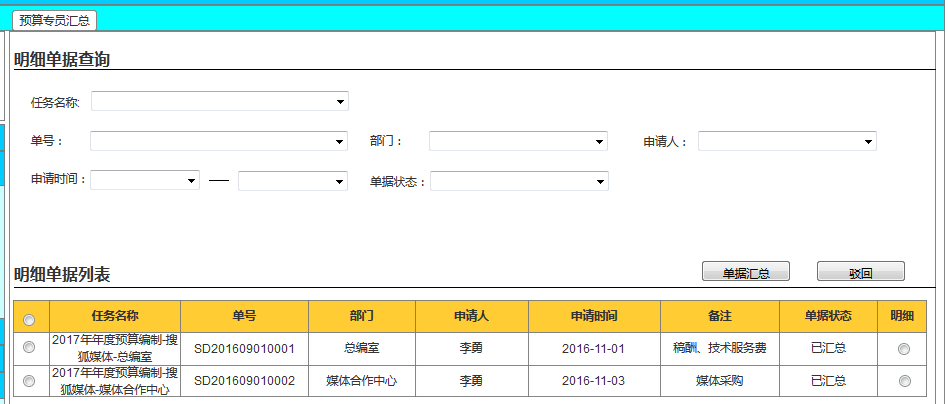 预算专员汇总
明细单据查询
任务名称:
单号： 部门： 申请人：
申请时间： — 单据状态：
明细单据列表 单据汇总 驳回
任务名称 单号 部门 申请人 申请时间 备注 单据状态 明细
2017年年度预算编制-搜
狐媒体-总编室 SD201609010001 总编室 李勇 2016-11-01 稿酬、技术服务费 已汇总
2017年年度预算编制-搜
狐媒体-媒体合作中心 SD201609010002 媒体合作中心 李勇 2016-11-03 媒体采购 已汇总